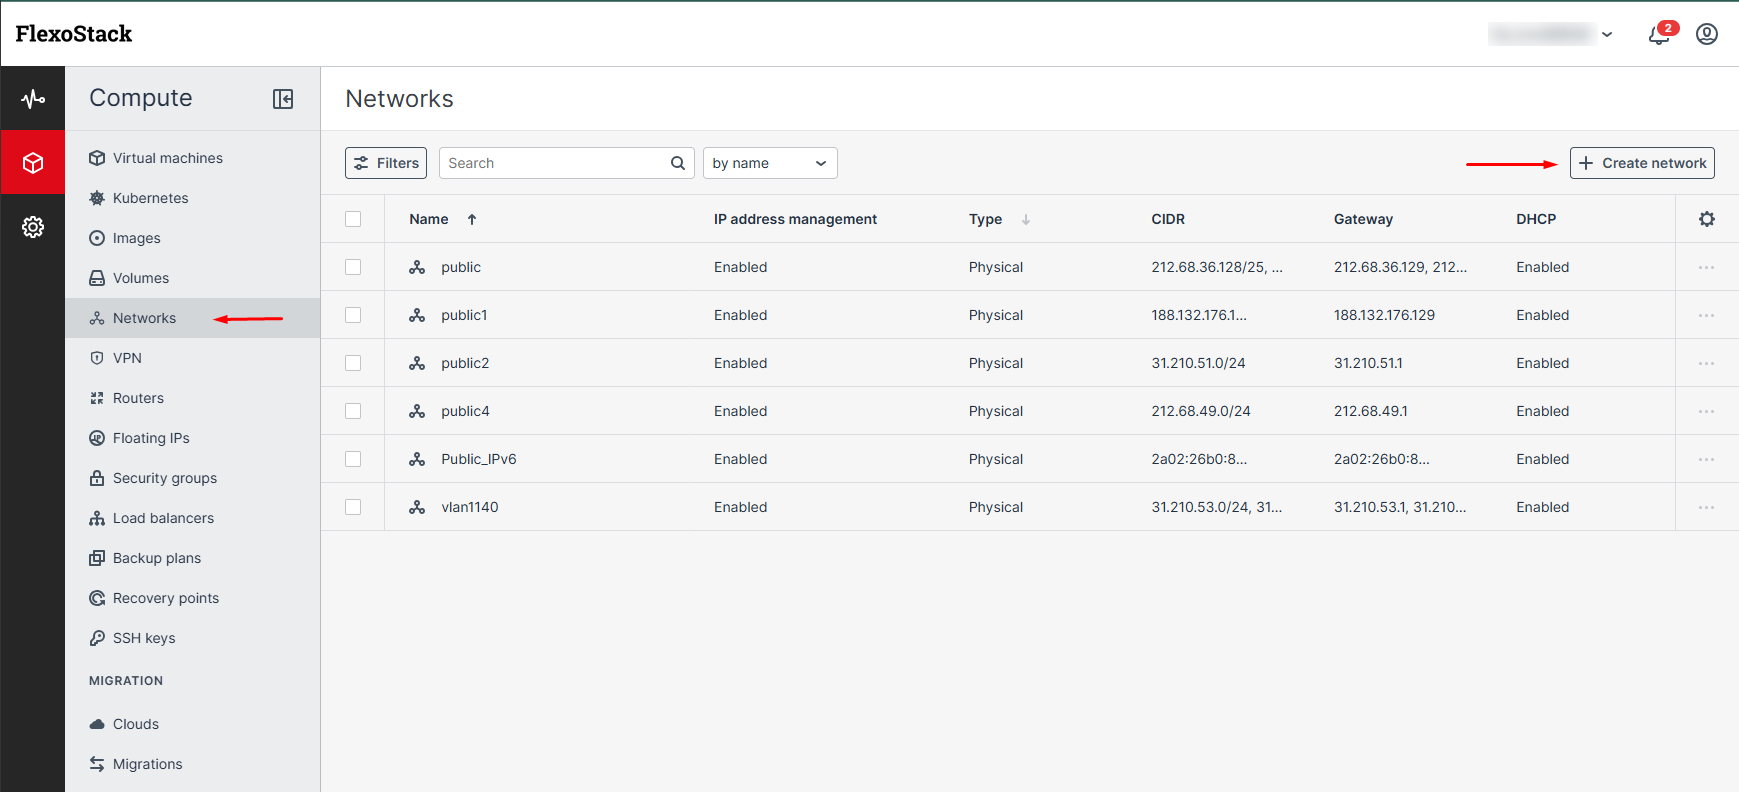 FlexoStack
2
Compute
Networks
Virtual machines
Kubernetes
Images
Volumes
Networks
VPN
Routers
Floating IPs
Security groups
Load balancers
Backup plans
Recovery points
SSH keys
MIGRATION
Clouds
Migrations
Filters Search by name Create network
Name IP address management Type CIDR Gateway DHCP
public Enabled Physical 212.68.36.128/25, ... 212.68.36.129, 212... Enabled
public1 Enabled Physical 188.132.176.1... 188.132.176.129 Enabled
public2 Enabled Physical 31.210.51.0/24 31.210.51.1 Enabled
public4 Enabled Physical 212.68.49.0/24 212.68.49.1 Enabled
Public_IPv6 Enabled Physical 2a02:26b0:8... 2a02:26b0:8... Enabled
vlan1140 Enabled Physical 31.210.53.0/24, 31... 31.210.53.1, 31.210... Enabled